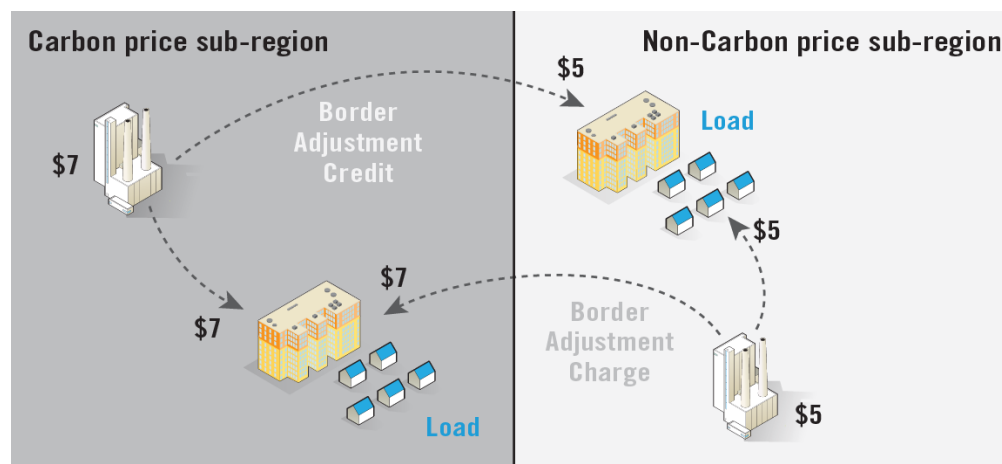 Carbon price sub-region
Non-Carbon price sub-region
$5
Border
Adjustment
Credit
Load
$7
$5
$7
$7
Border
Adjustment
Charge
$5
Load